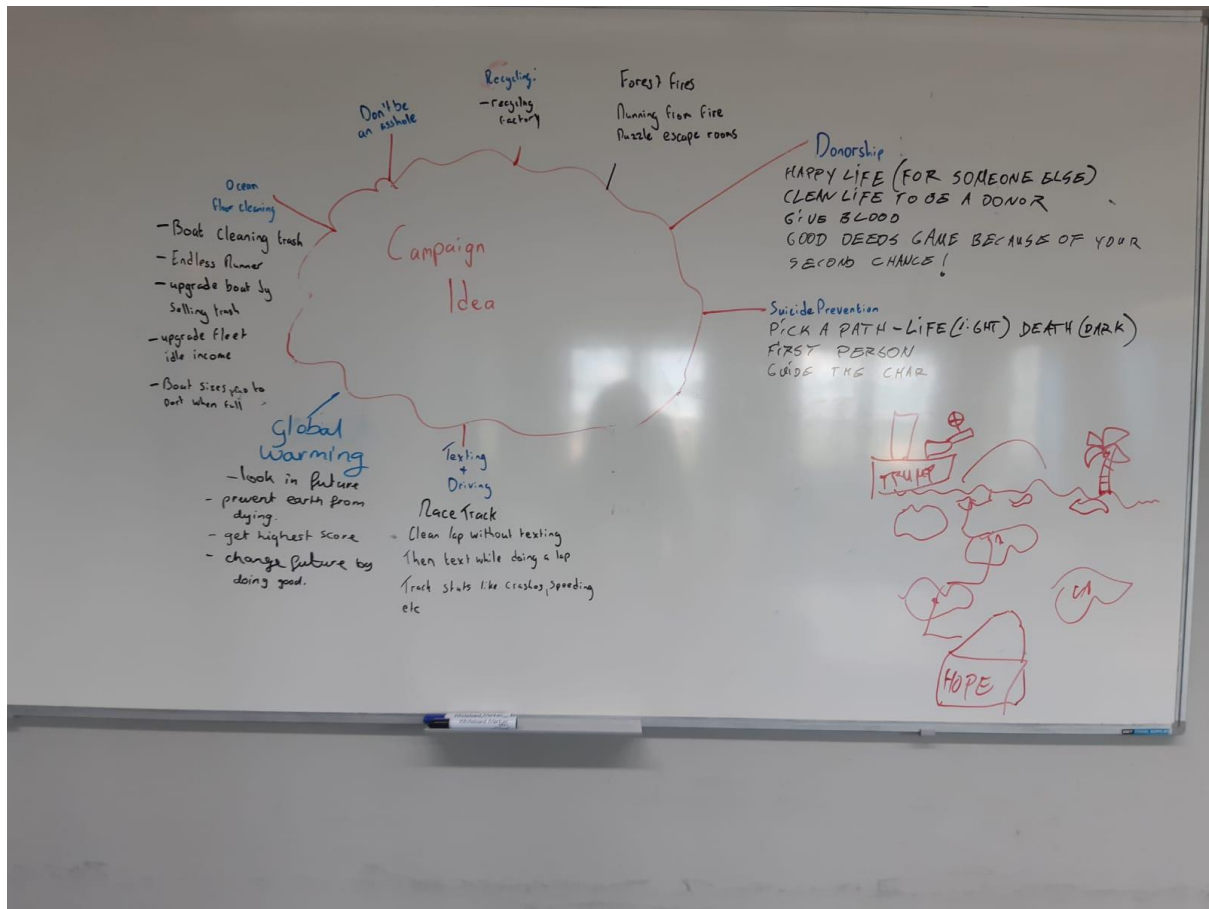 Campaign
Idea
Don't be
an asshole
Recycling:
- recycling
factory
Forest fires
Running from fire
Puzzle escape rooms
Donorship
HAPPY LIFE (FOR SOMEONE ELSE)
CLEAN LIFE TO BE A DONOR
GIVE BLOOD
GOOD DEEDS GAME BECAUSE OF YOUR
SECOND CHANCE!
Suicide Prevention
PICK A PATH - LIFE (LIGHT) DEATH (DARK)
FIRST PERSON
GUIDE THE CHAR
Ocean
floor cleaning
- Boat cleaning trash
- Endless Runner
- upgrade boat by
selling trash
- upgrade fleet
idle income
- Boat sizes, go to
port when full
Global
warming
- look in future
- prevent earth from
dying.
- get highest score
- change future by
doing good.
Texting
+
Driving
Race Track
Clean lap without texting
Then text while doing a lap
Track stats like crashes, speeding
etc
TRUMP
HOPE